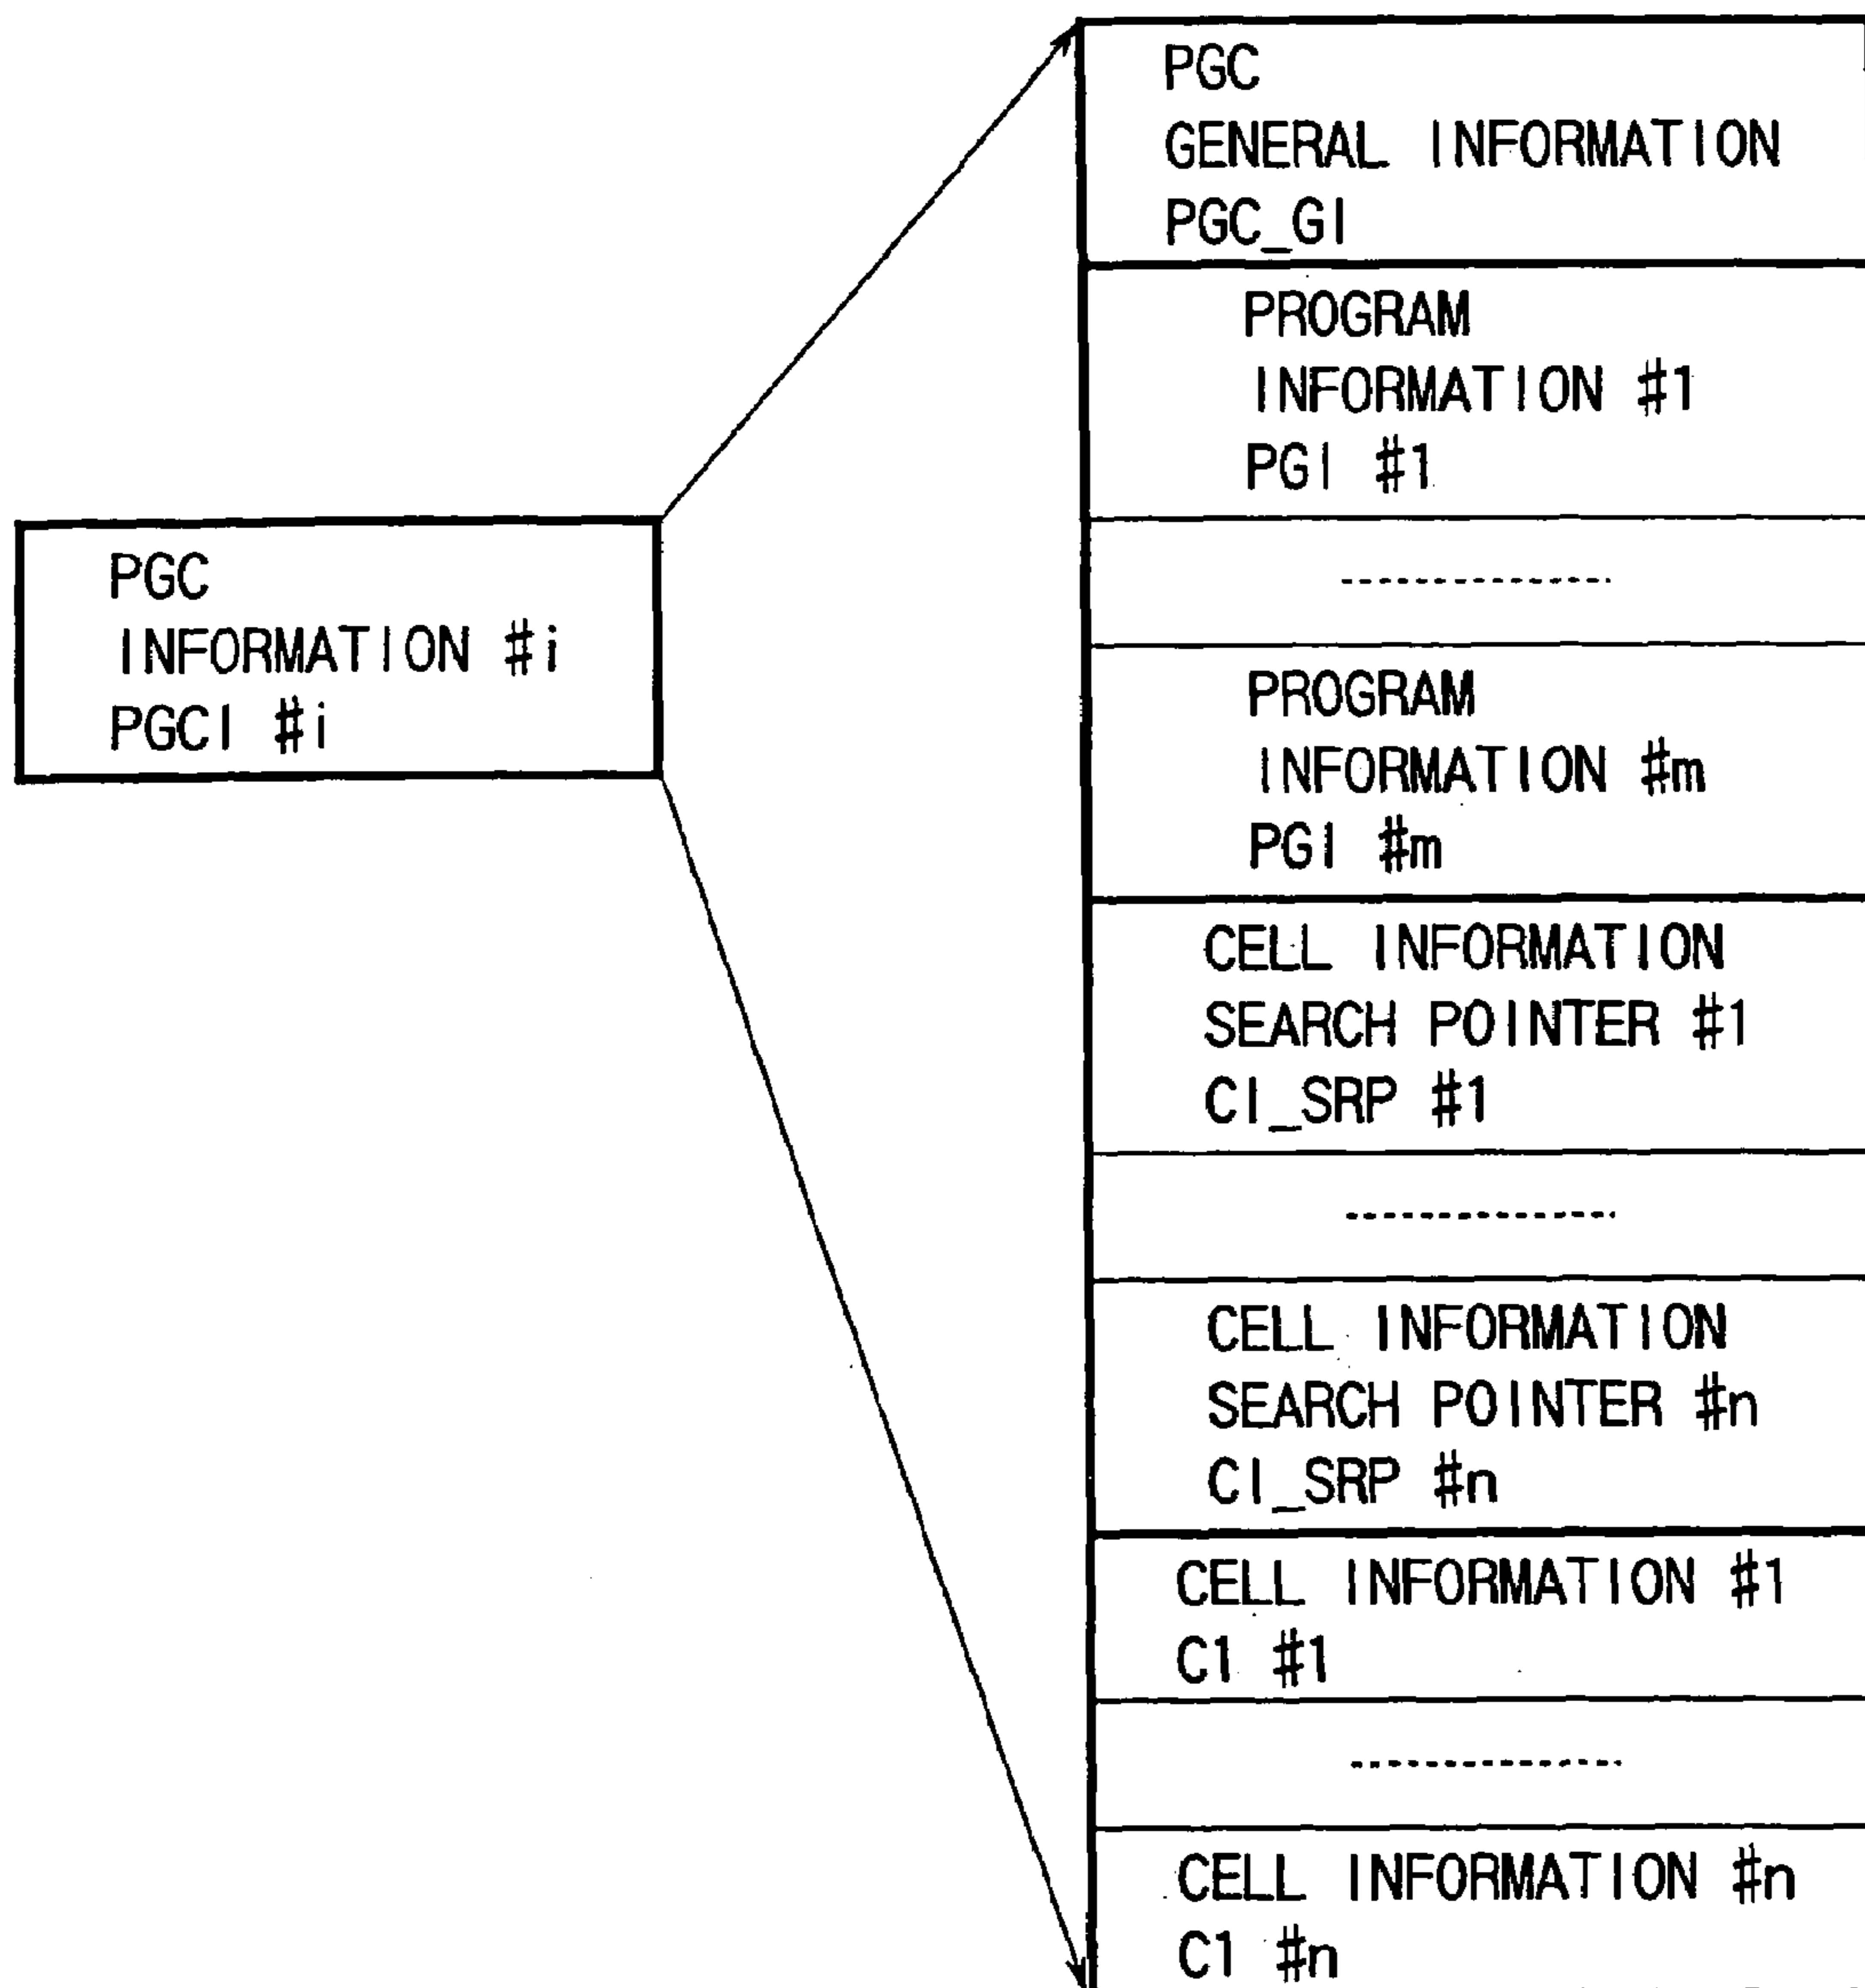 PGC
INFORMATION #i
PGCI #i
PGC
GENERAL INFORMATION
PGC_GI
PROGRAM
INFORMATION #1
PGI #1
PROGRAM
INFORMATION #m
PGI #m
CELL INFORMATION
SEARCH POINTER #1
CI_SRP #1
CELL INFORMATION
SEARCH POINTER #n
CI_SRP #n
CELL INFORMATION #1
C1 #1
CELL INFORMATION #n
C1 #n